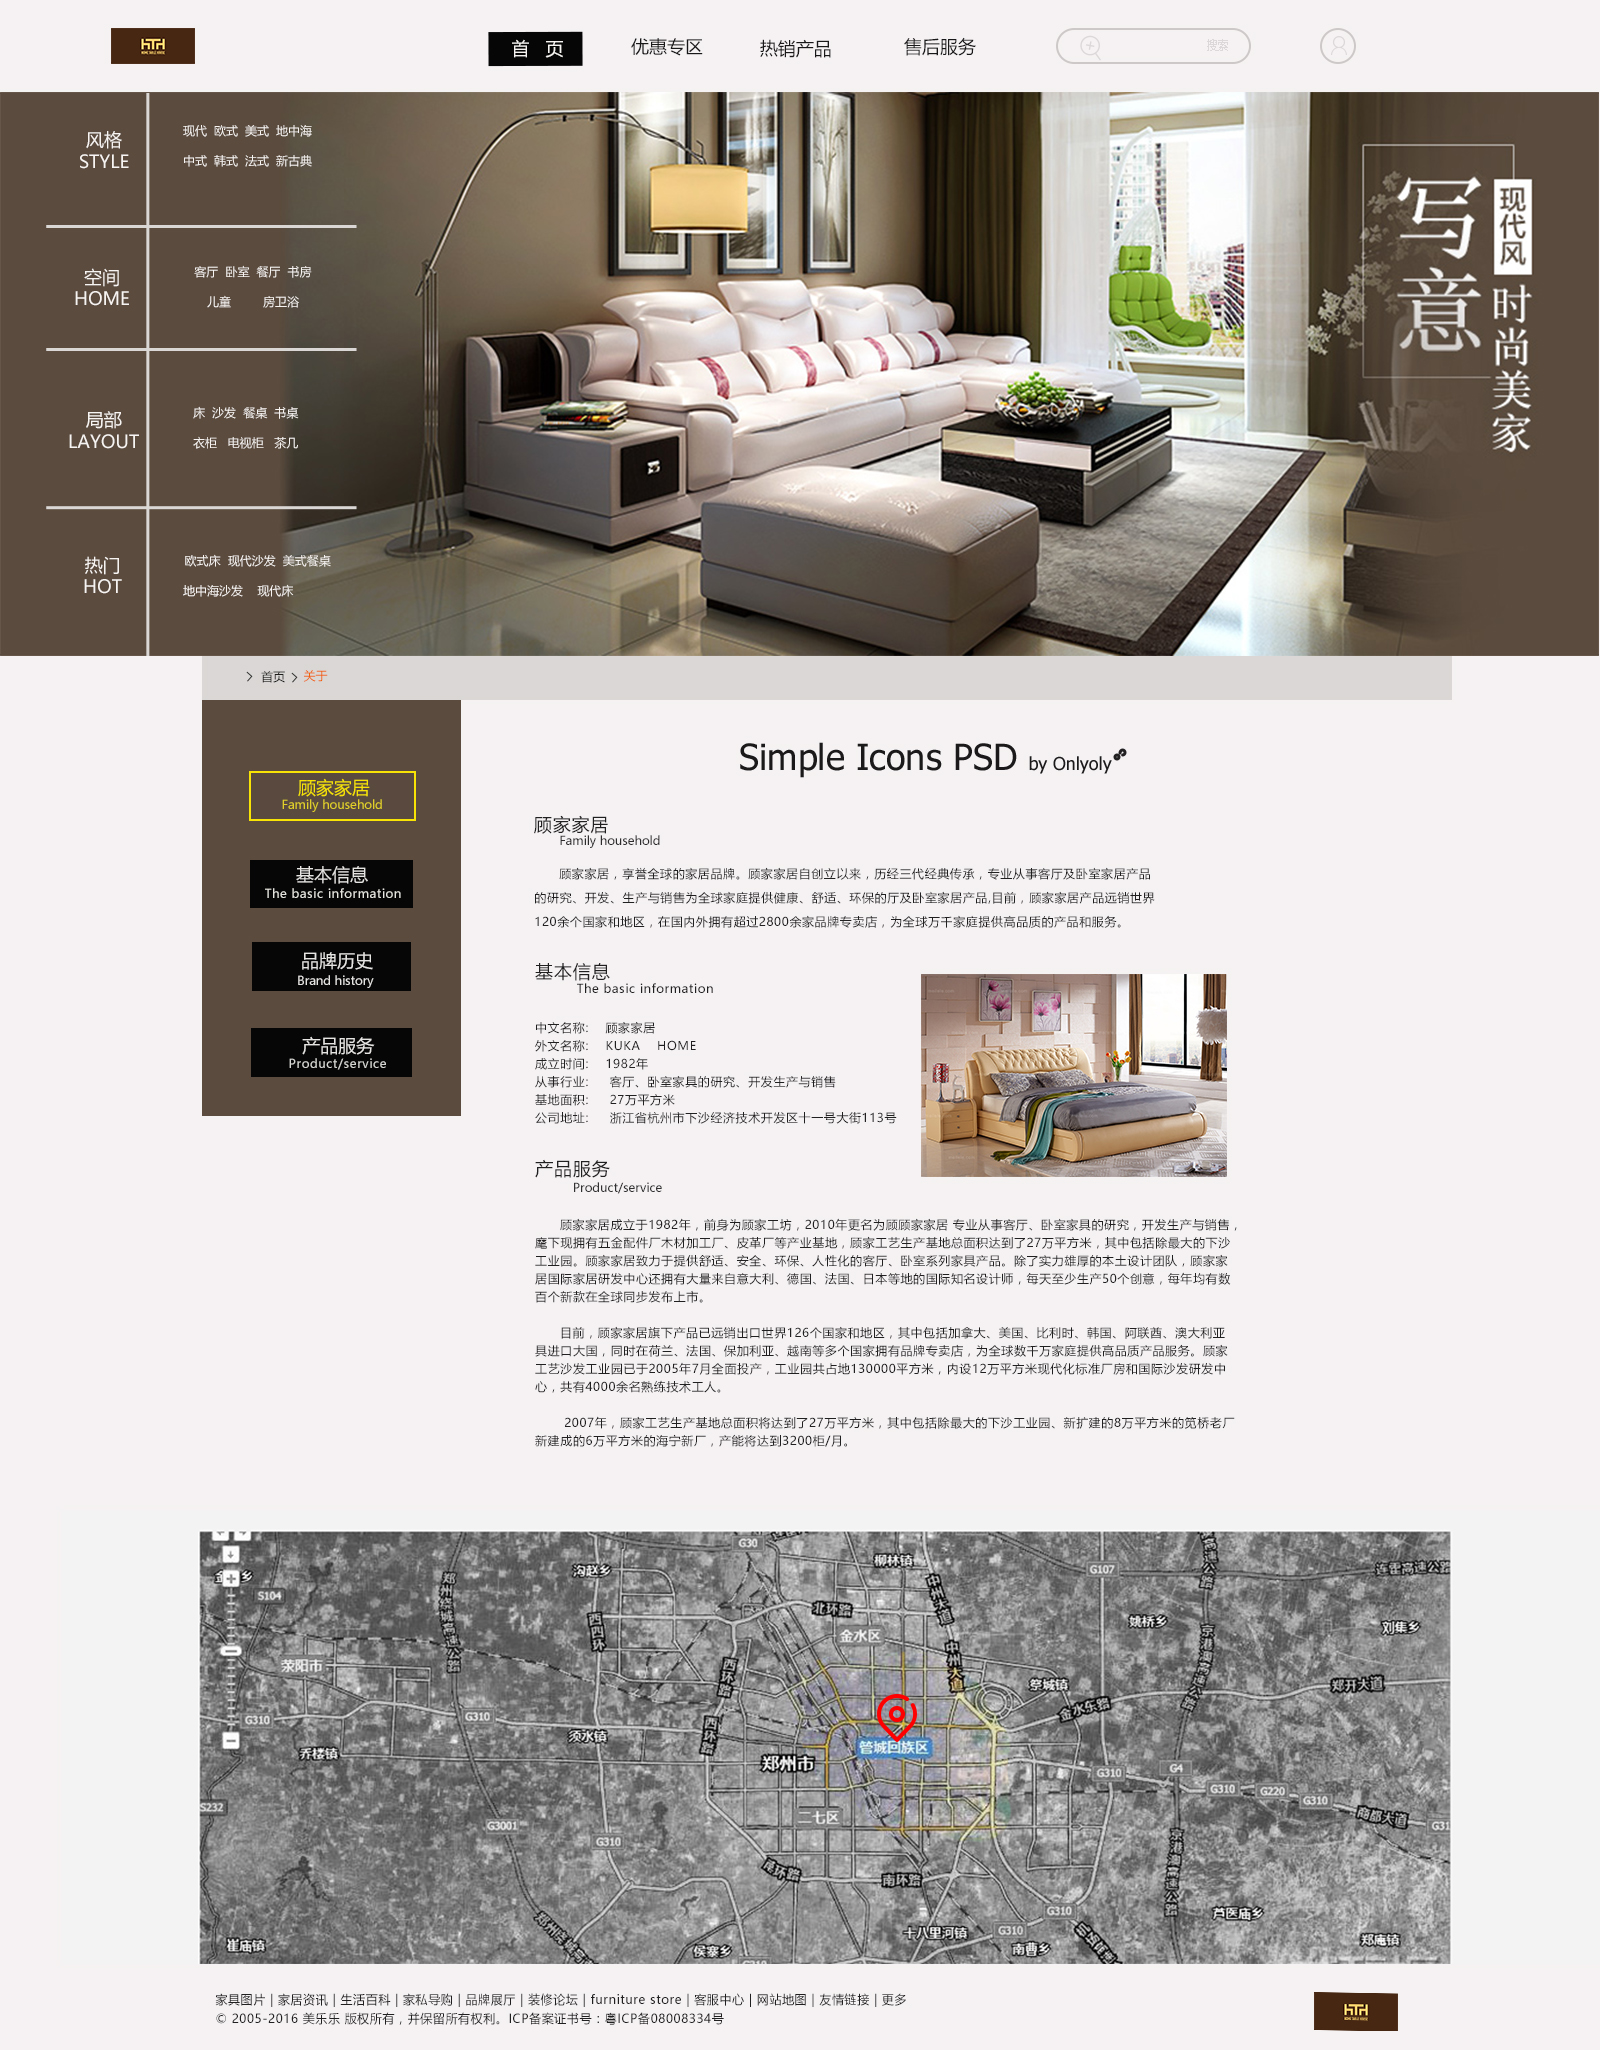 HTH
首 页
优惠专区
热销产品
售后服务
搜索
风格
STYLE
现代 欧式 美式 地中海
中式 韩式 法式 新古典
空间
HOME
客厅 卧室 餐厅 书房
儿童 房卫浴
局部
LAYOUT
床 沙发 餐桌 书桌
衣柜 电视柜 茶几
热门
HOT
欧式床 现代沙发 美式餐桌
地中海沙发 现代床
写意
现代风
时尚美家
> 首页 > 关于
顾家家居
Family household
基本信息
The basic information
品牌历史
Brand history
产品服务
Product/service
Simple Icons PSD by Onlyoly
顾家家居
Family household
顾家家居，享誉全球的家居品牌。顾家家居自创立以来，历经三代经典传承，专业从事客厅及卧室家居产品
的研究、开发、生产与销售为全球家庭提供健康、舒适、环保的厅及卧室家居产品,目前，顾家家居产品远销世界
120余个国家和地区，在国内外拥有超过2800余家品牌专卖店，为全球万千家庭提供高品质的产品和服务。
基本信息
The basic information
中文名称: 顾家家居
外文名称: KUKA HOME
成立时间: 1982年
从事行业: 客厅、卧室家具的研究、开发生产与销售
基地面积: 27万平方米
公司地址: 浙江省杭州市下沙经济技术开发区十一号大街113号
产品服务
Product/service
顾家家居成立于1982年，前身为顾家工坊，2010年更名为顾顾家家居 专业从事客厅、卧室家具的研究，开发生产与销售，
麾下现拥有五金配件厂木材加工厂、皮革厂等产业基地，顾家工艺生产基地总面积达到了27万平方米，其中包括除最大的下沙
工业园。顾家家居致力于提供舒适、安全、环保、人性化的客厅、卧室系列家具产品。除了实力雄厚的本土设计团队，顾家家
居国际家居研发中心还拥有大量来自意大利、德国、法国、日本等地的国际知名设计师，每天至少生产50个创意，每年均有数
百个新款在全球同步发布上市。
目前，顾家家居旗下产品已远销出口世界126个国家和地区，其中包括加拿大、美国、比利时、韩国、阿联酋、澳大利亚
具进口大国，同时在荷兰、法国、保加利亚、越南等多个国家拥有品牌专卖店，为全球数千万家庭提供高品质产品服务。顾家
工艺沙发工业园已于2005年7月全面投产，工业园共占地130000平方米，内设12万平方米现代化标准厂房和国际沙发研发中
心，共有4000余名熟练技术工人。
2007年，顾家工艺生产基地总面积将达到了27万平方米，其中包括除最大的下沙工业园、新扩建的8万平方米的笕桥老厂
新建成的6万平方米的海宁新厂，产能将达到3200柜/月。
G30
柳林镇
G107
连霍高速公路
沟赵乡
S104
郑州绕城高速公路
中州大道
京港澳高速公路
西四环
北环路
姚桥乡
刘集乡
金水区
中州大道
荥阳市
西环路
祭城镇
郑开大道
金水东路
G310
G310
须水镇
西环路
管城回族区
乔楼镇
郑州市
G310
G4
G310
G220
G310
商都大道
G31
S232
二七区
G3001
G310
京港澳高速公路
南环路
G310
芦医庙乡
十八里河镇
G310
南曹乡
崔庙镇
侯寨乡
郑庵镇
家具图片 | 家居资讯 | 生活百科 | 家私导购 | 品牌展厅 | 装修论坛 | furniture store | 客服中心 | 网站地图 | 友情链接 | 更多
© 2005-2016 美乐乐 版权所有，并保留所有权利。ICP备案证书号：粤ICP备08008334号
HTH